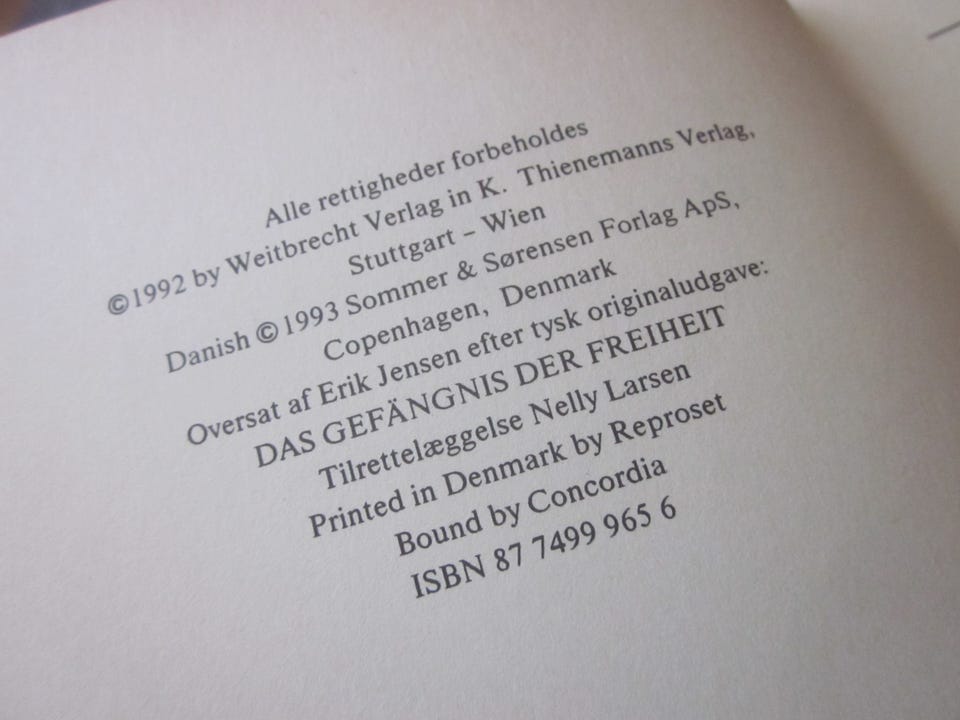 Alle rettigheder forbeholdes
©1992 by Weitbrecht Verlag in K. Thienemanns Verlag,
Stuttgart – Wien
Danish © 1993 Sommer & Sørensen Forlag ApS,
Copenhagen, Denmark
Oversat af Erik Jensen efter tysk originaludgave:
DAS GEFÄNGNIS DER FREIHEIT
Tilrettelæggelse Nelly Larsen
Printed in Denmark by Reproset
Bound by Concordia
ISBN 87 7499 965 6